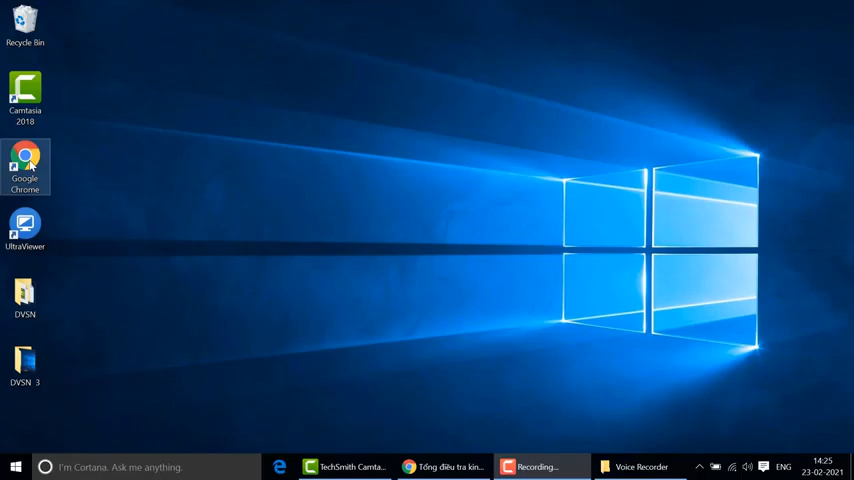 Recycle Bin
Camtasia
2018
Google
Chrome
UltraViewer
DVSN
DVSN 3
I'm Cortana. Ask me anything.
TechSmith Camta...
Tổng điều tra kin...
Recording...
Voice Recorder
ENG
14:25
23-02-2021